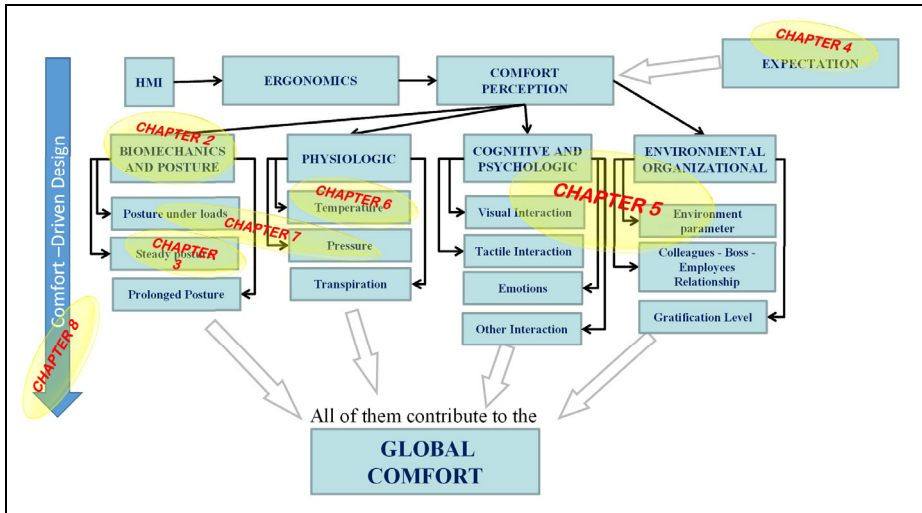 CHAPTER 4
EXPECTATION
HMI
ERGONOMICS
COMFORT
PERCEPTION
CHAPTER 2
BIOMECHANICS
AND POSTURE
PHYSIOLOGIC
COGNITIVE AND
PSYCHOLOGIC
ENVIRONMENTAL
ORGANIZATIONAL
Posture under loads
Steady posture
Prolonged Posture
CHAPTER 7
CHAPTER
3
CHAPTER 6
Temperature
Pressure
Transpiration
CHAPTER 5
Visual Interaction
Tactile Interaction
Emotions
Other Interaction
Environment
parameter
Colleagues - Boss -
Employees
Relationship
Gratification Level
Comfort –Driven Design
CHAPTER 8
All of them contribute to the
GLOBAL
COMFORT